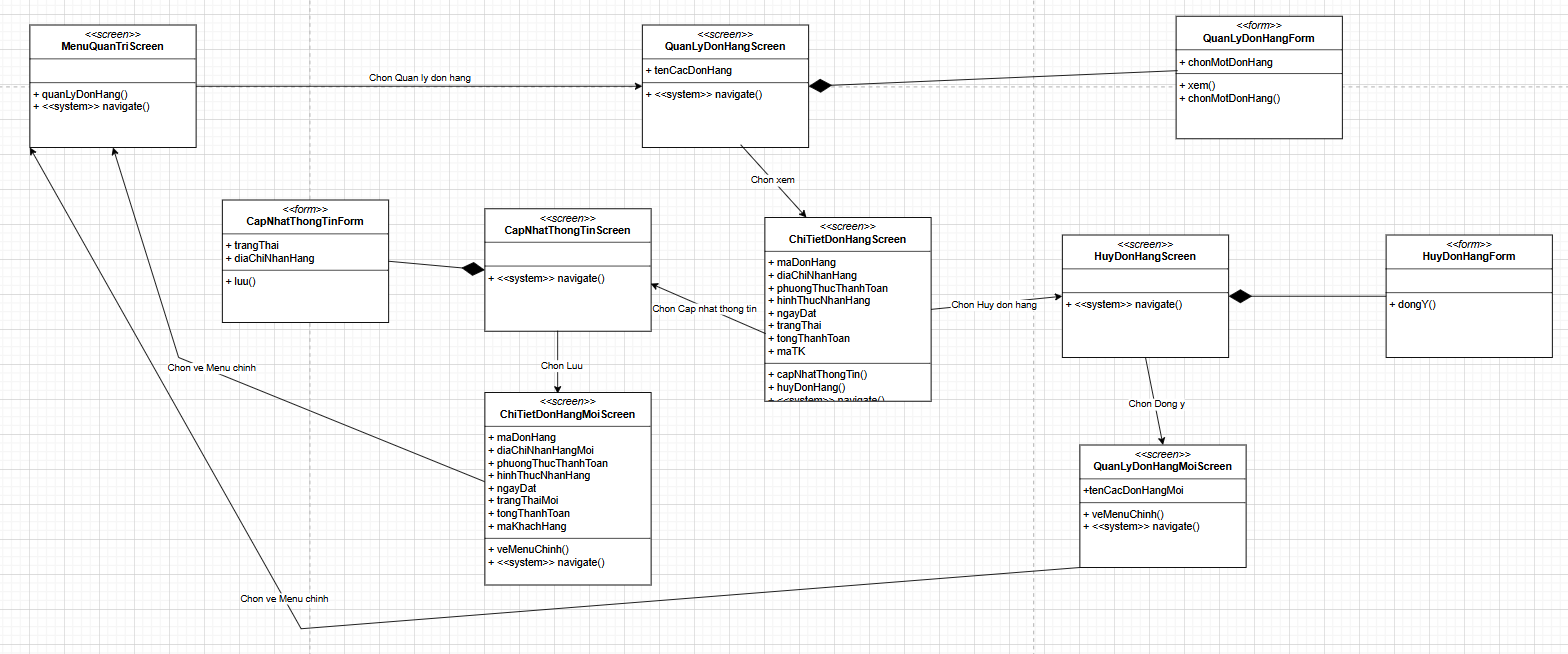 <<screen>>
MenuQuanTriScreen
+ quanLyDonHang()
+ <<system>> navigate()
Chon Quan ly don hang
<<screen>>
QuanLyDonHangScreen
+ tenCacDonHang
+ <<system>> navigate()
<<form>>
QuanLyDonHangForm
+ chonMotDonHang
+ xem()
+ chonMotDonHang()
Chon xem
<<form>>
CapNhatThongTinForm
+ trangThai
+ diaChiNhanHang
+ luu()
<<screen>>
CapNhatThongTinScreen
+ <<system>> navigate()
Chon Cap nhat thong tin
<<screen>>
ChiTietDonHangScreen
+ maDonHang
+ diaChiNhanHang
+ phuongThucThanhToan
+ hinhThucNhanHang
+ ngayDat
+ trangThai
+ tongThanhToan
+ maTK
+ capNhatThongTin()
+ huyDonHang()
+ <<system>> navigate()
Chon Huy don hang
<<screen>>
HuyDonHangScreen
+ <<system>> navigate()
<<form>>
HuyDonHangForm
+ dongY()
Chon ve Menu chinh
Chon Luu
<<screen>>
ChiTietDonHangMoiScreen
+ maDonHang
+ diaChiNhanHangMoi
+ phuongThucThanhToan
+ hinhThucNhanHang
+ ngayDat
+ trangThaiMoi
+ tongThanhToan
+ maKhachHang
+ veMenuChinh()
+ <<system>> navigate()
Chon Dong y
<<screen>>
QuanLyDonHangMoiScreen
+tenCacDonHangMoi
+ veMenuChinh()
+ <<system>> navigate()
Chon ve Menu chinh